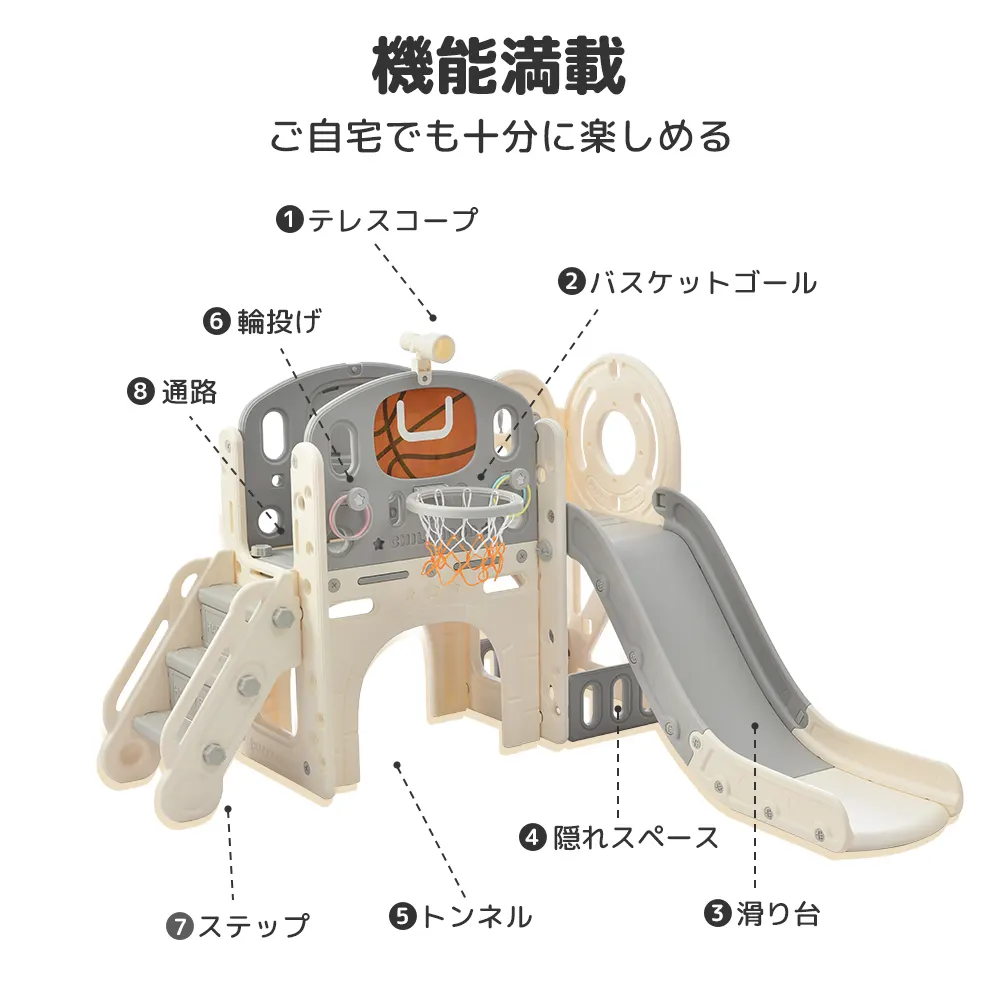 機能満載
ご自宅でも十分に楽しめる
❶テレスコープ
❷バスケットゴール
❻輪投げ
❽通路
❹隠れスペース
❸滑り台
❺トンネル
❼ステップ